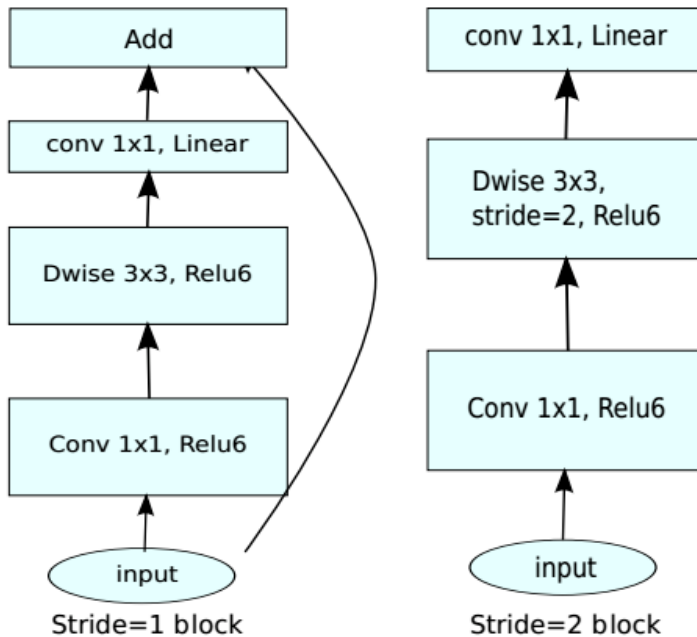 Add
conv 1x1, Linear
Dwise 3x3, Relu6
Conv 1x1, Relu6
input
Stride=1 block
conv 1x1, Linear
Dwise 3x3,
stride=2, Relu6
Conv 1x1, Relu6
input
Stride=2 block